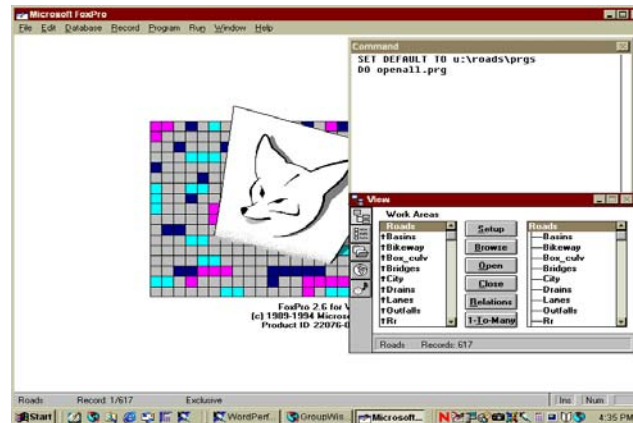 Microsoft FoxPro
File Edit Database Record Program Run Window Help
Command
SET DEFAULT TO u:\roads\prgs
DO openall.prg
View
Work Areas
Roads
↑Basins
↑Bikeway
↑Box_culv
↑Bridges
↑City
↑Drains
↑Lanes
↑Outfalls
↑Rr
Setup
Browse
Open
Close
Relations
1-To-Many
Roads
Basins
Bikeway
Box_culv
Bridges
City
Drains
Lanes
Outfalls
Rr
Roads Records: 617
FoxPro 2.6 for
(c) 1989-1994
Product ID
Roads Record: 1/617 Exclusive Ins Num
Start WordPerf... GroupWis... Microsoft... 4:35 PM